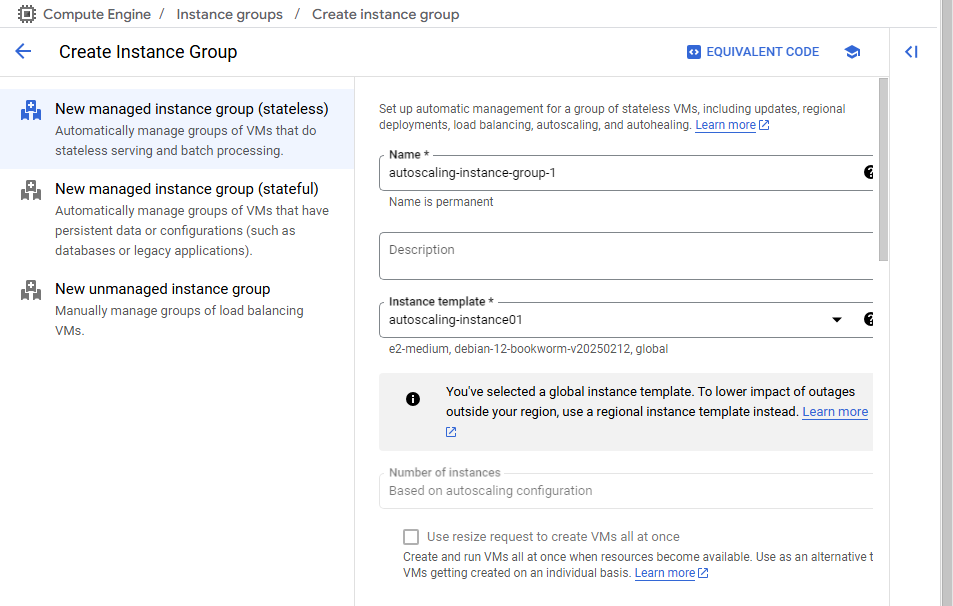 Compute Engine / Instance groups / Create instance group
Create Instance Group
EQUIVALENT CODE
New managed instance group (stateless)
Automatically manage groups of VMs that do
stateless serving and batch processing.
New managed instance group (stateful)
Automatically manage groups of VMs that have
persistent data or configurations (such as
databases or legacy applications).
New unmanaged instance group
Manually manage groups of load balancing
VMs.
Set up automatic management for a group of stateless VMs, including updates, regional
deployments, load balancing, autoscaling, and autohealing. Learn more
Name *
autoscaling-instance-group-1
Name is permanent
Description
Instance template *
autoscaling-instance01
e2-medium, debian-12-bookworm-v20250212, global
You've selected a global instance template. To lower impact of outages
outside your region, use a regional instance template instead. Learn more
Number of instances
Based on autoscaling configuration
Use resize request to create VMs all at once
Create and run VMs all at once when resources become available. Use as an alternative t
VMs getting created on an individual basis. Learn more